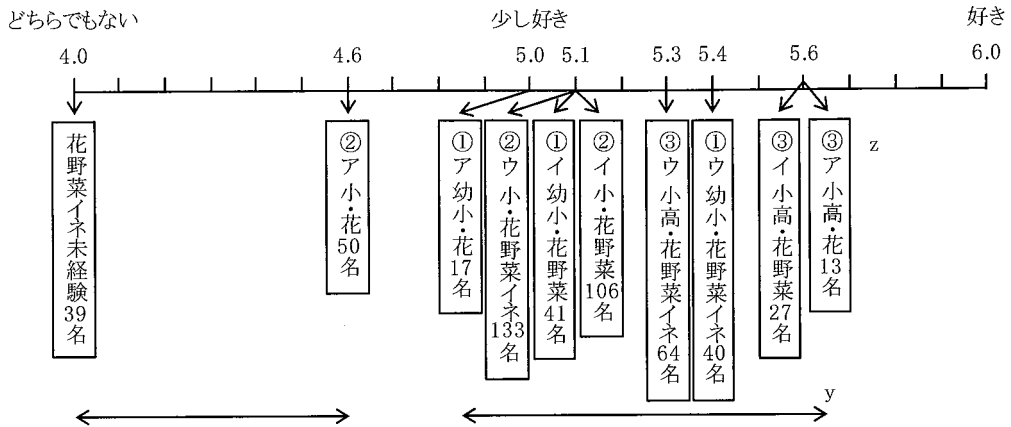 どちらでもない 少し好き 好き
4.0 4.6 5.0 5.1 5.3 5.4 5.6 6.0
花野菜イネ未経験39名
②ア 小・花50名
①ア 幼小・花17名
②ウ 小・花野菜イネ133名
①イ 幼小・花野菜41名
②イ 小・花野菜106名
③ウ 小高・花野菜イネ64名
①ウ 幼小・花野菜イネ40名
③イ 小高・花野菜27名
③ア 小高・花13名
z
y